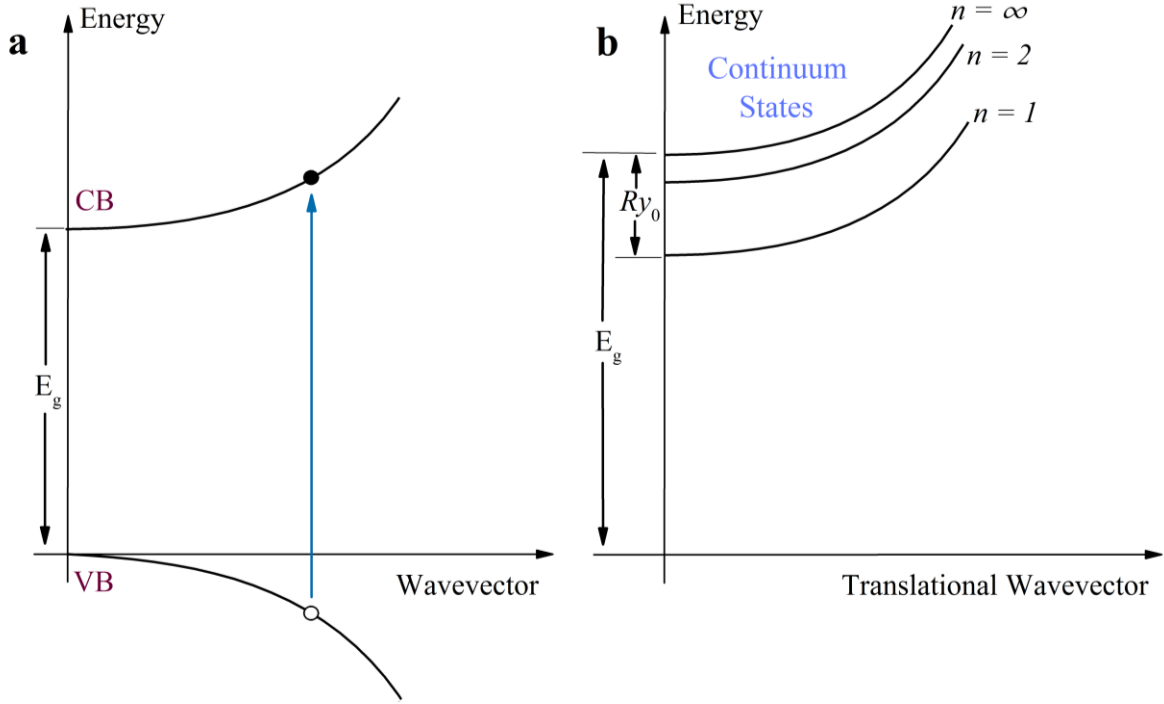 a
Energy
CB
E_g
VB
Wavevector
b
Energy
Continuum
States
n = ∞
n = 2
n = 1
Ry_0
E_g
Translational Wavevector